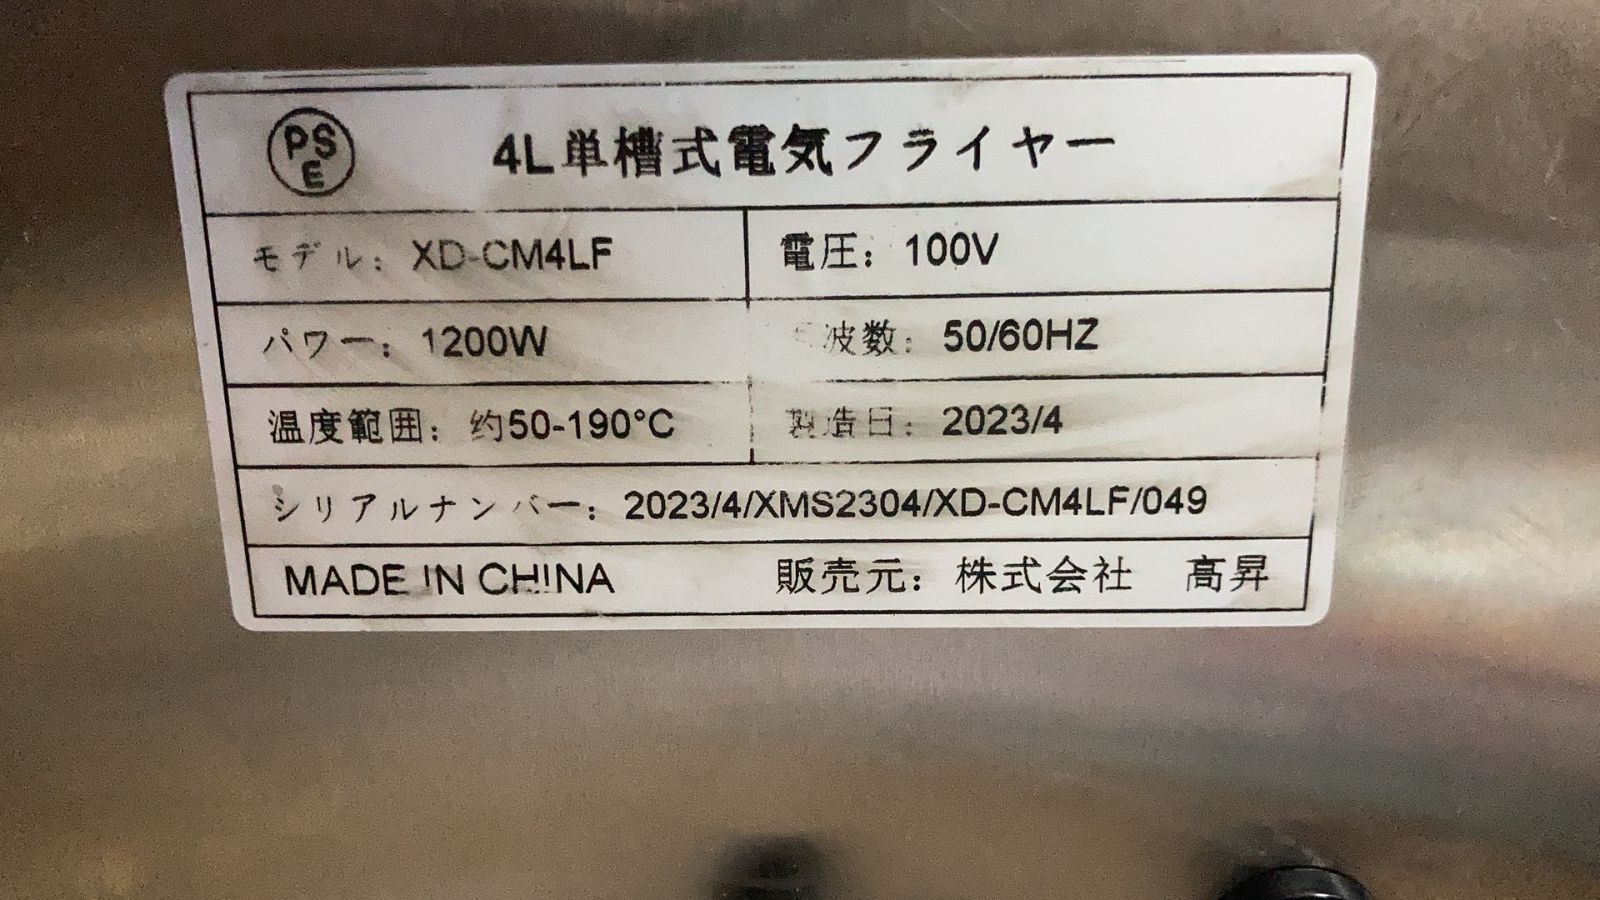 PSE
4L単槽式電気フライヤー
モデル：XD-CM4LF 電圧：100V
パワー：1200W 波数：50/60HZ
温度範囲：约50-190°C 製造日：2023/4
シリアルナンバー：2023/4/XMS2304/XD-CM4LF/049
MADE IN CHINA 販売元：株式会社 高昇